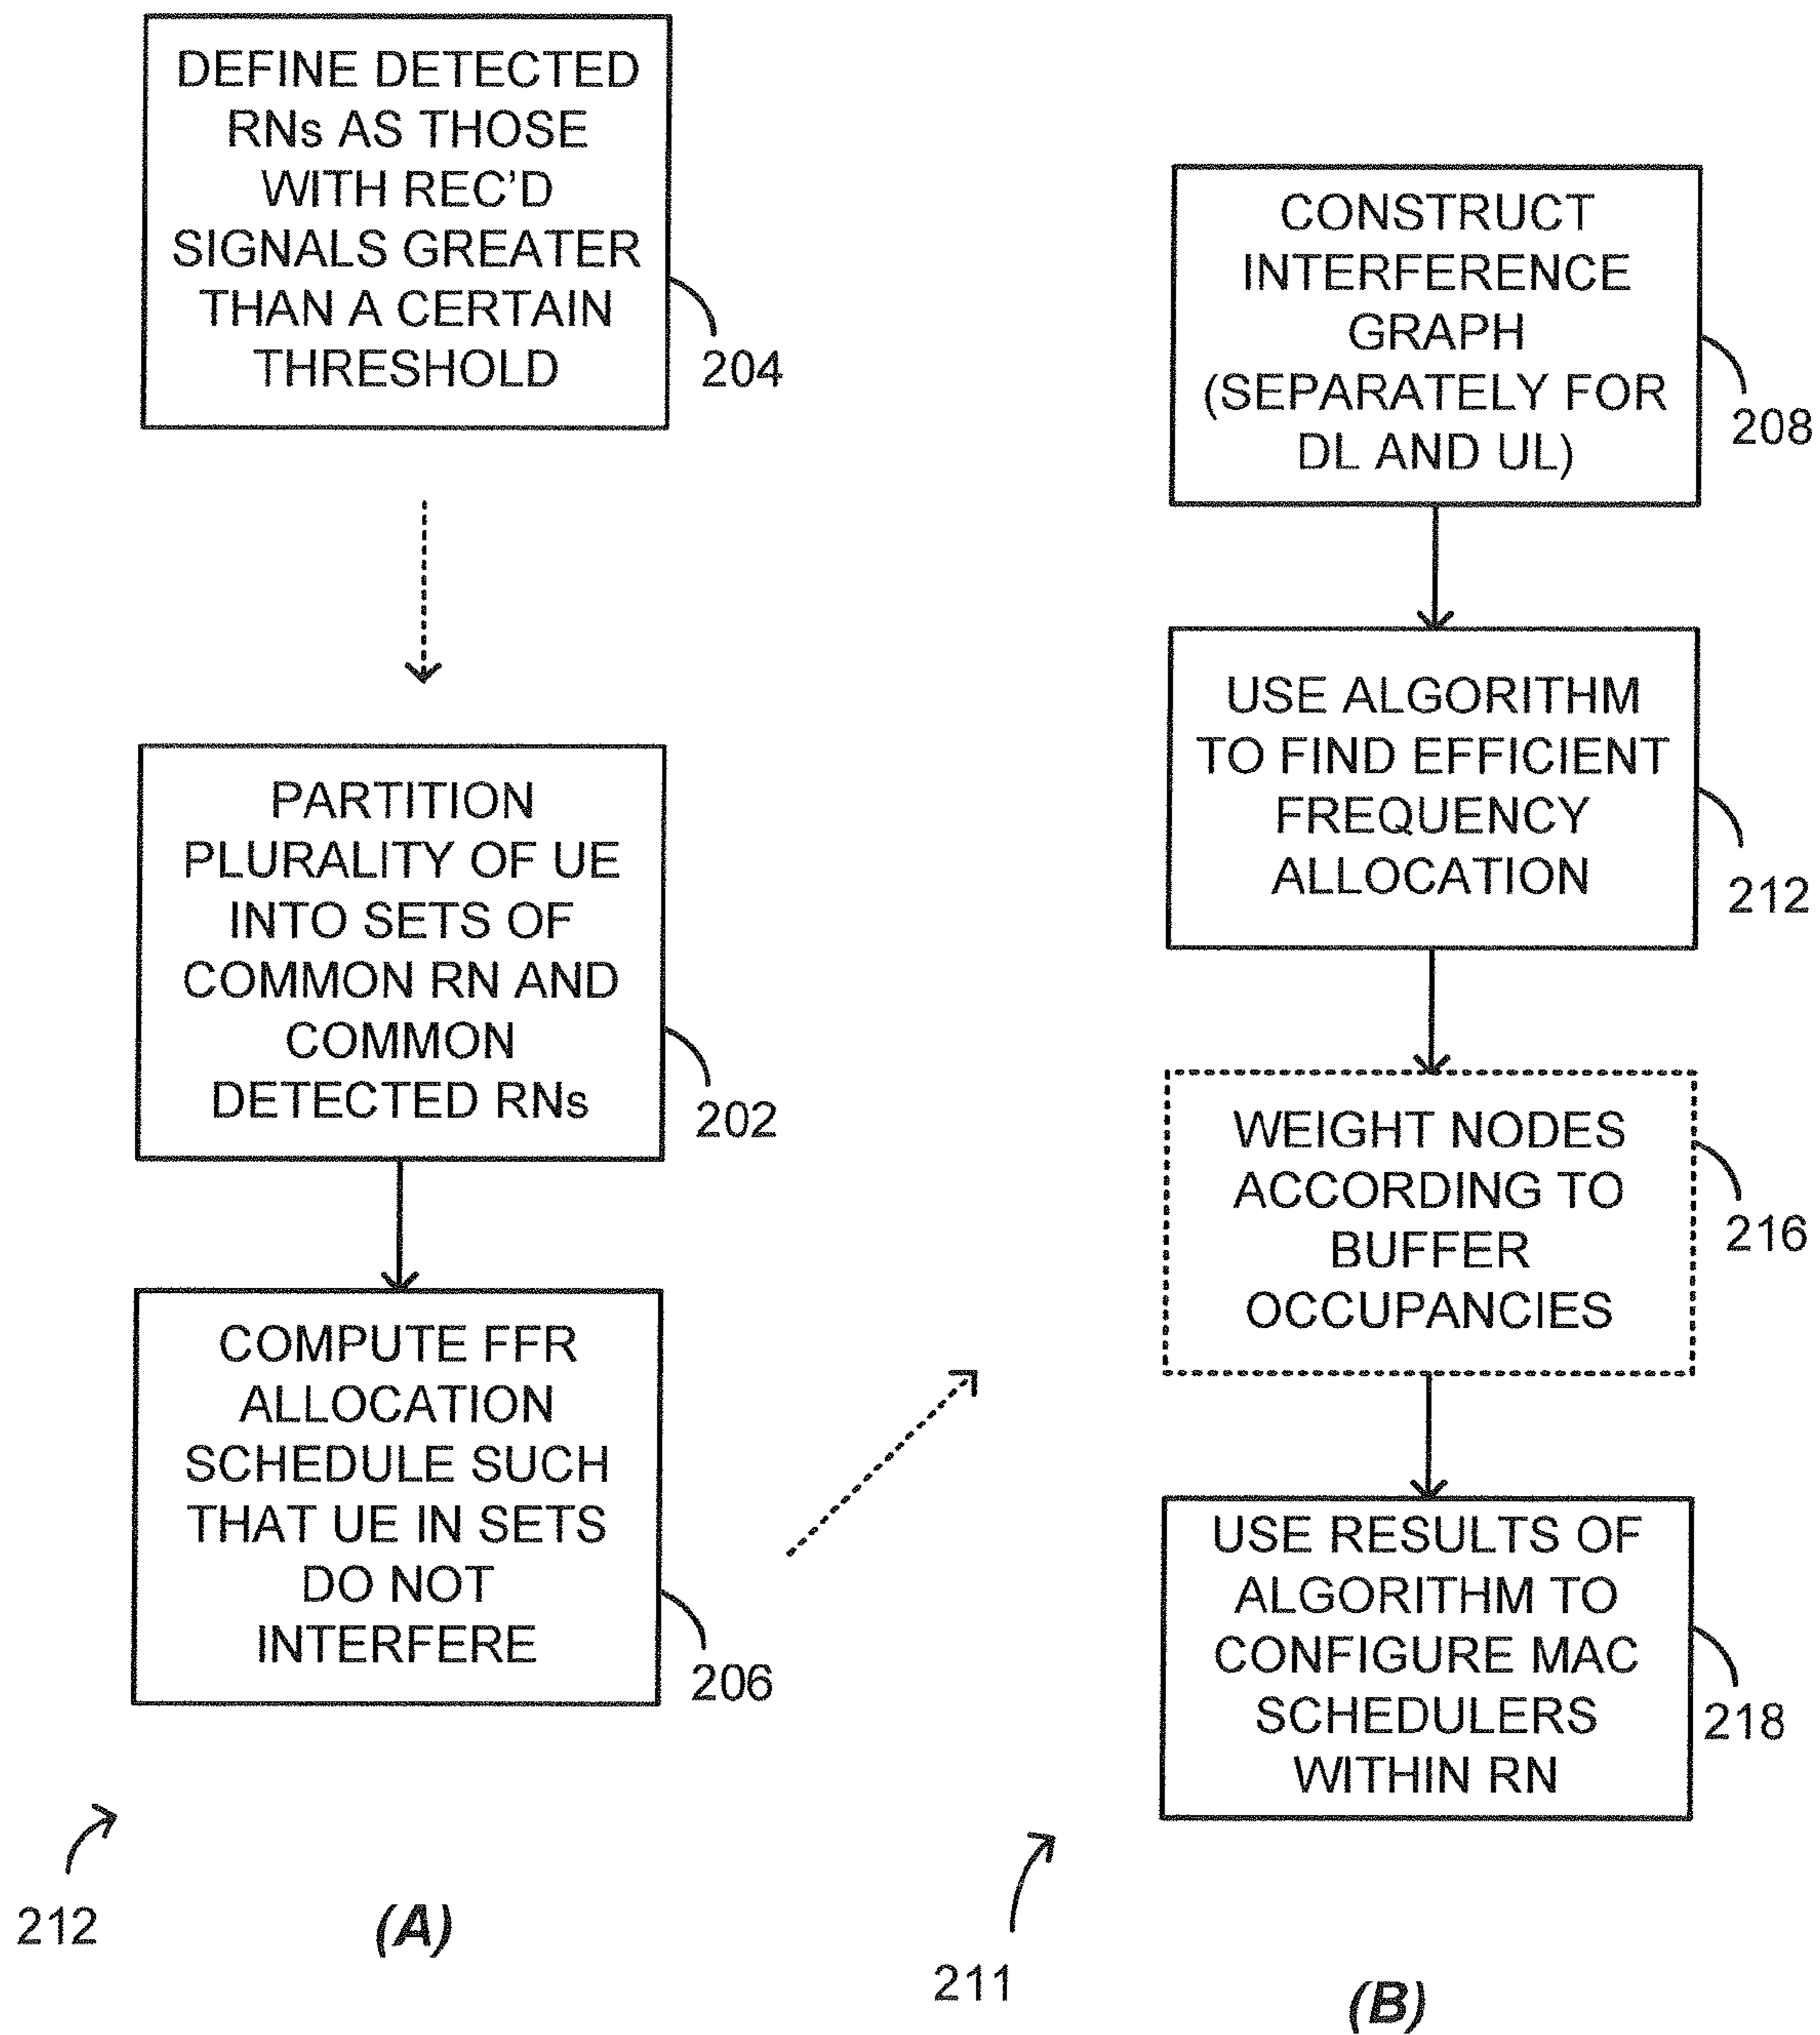 DEFINE DETECTED
RNs AS THOSE
WITH REC'D
SIGNALS GREATER
THAN A CERTAIN
THRESHOLD
204
PARTITION
PLURALITY OF UE
INTO SETS OF
COMMON RN AND
COMMON
DETECTED RNs
202
COMPUTE FFR
ALLOCATION
SCHEDULE SUCH
THAT UE IN SETS
DO NOT
INTERFERE
206
212
(A)
CONSTRUCT
INTERFERENCE
GRAPH
(SEPARATELY FOR
DL AND UL)
208
USE ALGORITHM
TO FIND EFFICIENT
FREQUENCY
ALLOCATION
212
WEIGHT NODES
ACCORDING TO
BUFFER
OCCUPANCIES
216
USE RESULTS OF
ALGORITHM TO
CONFIGURE MAC
SCHEDULERS
WITHIN RN
218
211
(B)